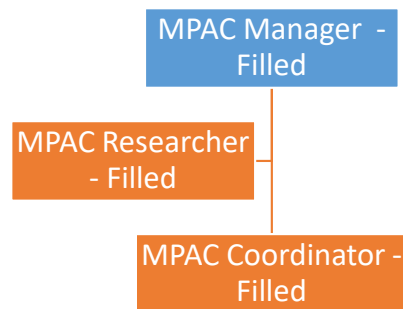 MPAC Manager -
Filled
MPAC Researcher
- Filled
MPAC Coordinator -
Filled